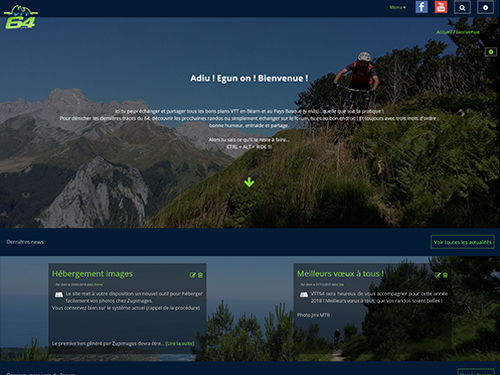 Menu
VTT
64
Accueil / Bienvenue
Adiu ! Egun on ! Bienvenue !
Ici tu peux échanger et partager tous les bons plans VTT en Béarn et au Pays Basque (y mas) ...quelle que soit ta pratique !
Pour dénicher les dernières traces du 64, découvrir les prochaines randos ou simplement échanger sur le forum, tu es au bon endroit ! Et toujours avec trois mots d'ordre :
bonne humeur, entraide et partage.
Alors tu sais ce qu'il te reste à faire...
CTRL + ALT + RIDE !!!
Dernières news
Voir toutes les actualités
Hébergement images
Le site met à votre disposition un nouvel outil pour héberger
facilement vos photos chez Zupimages.
Vous conservez bien sur le système actuel (rappel de la procédure)
Le premier lien généré par Zupimages devra être... [Lire la suite]
Meilleurs vœux à tous !
VTT64 sera heureux de vous accompagner pour cette année
2018 ! Meilleurs vœux à tous, que vos randos soient belles !
Photo Jmi MTB